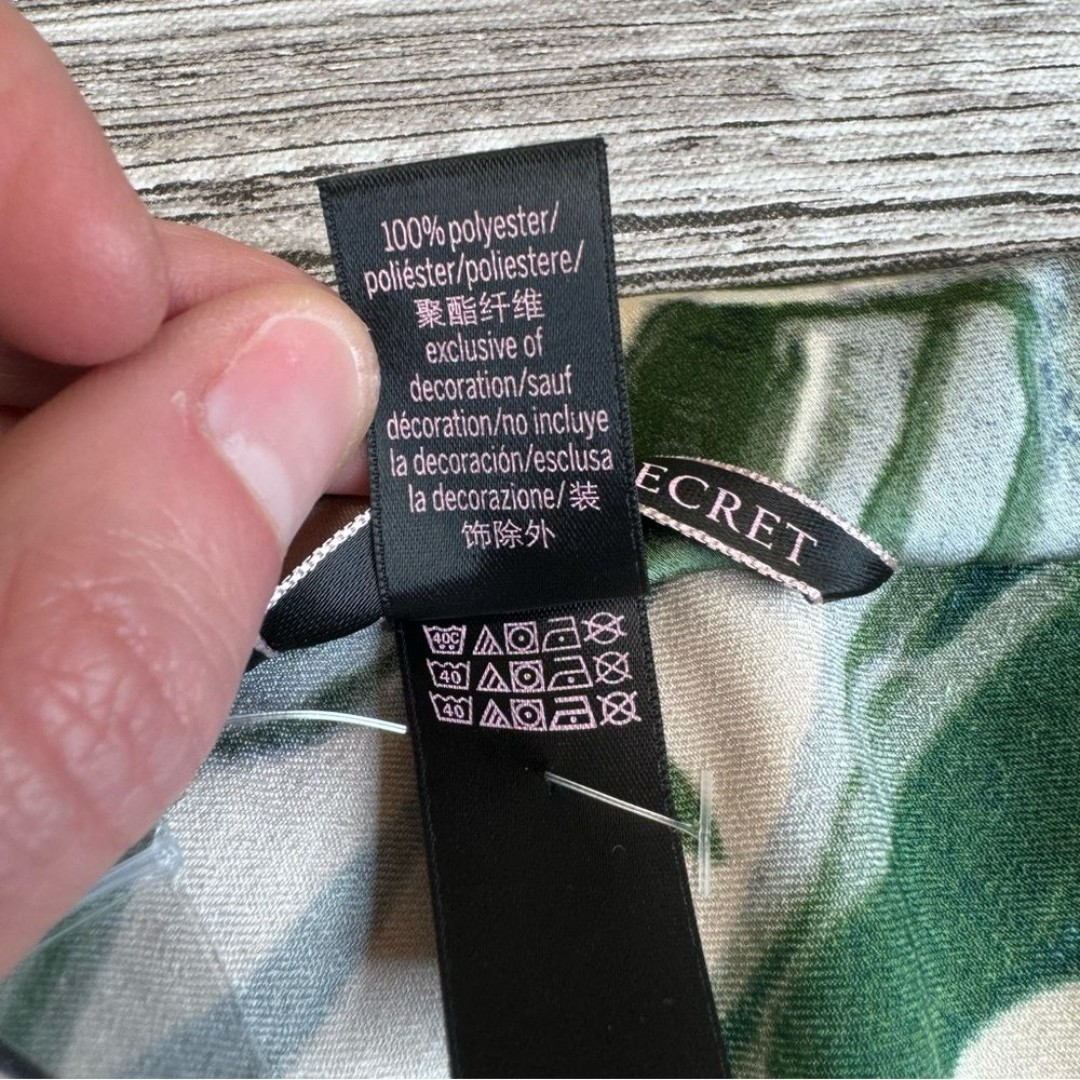 100% polyester/
poliéster/poliestere/
聚酯纤维
exclusive of
decoration/sauf
décoration/no incluye
la decoración/esclusa
la decorazione/装
饰除外
ECRET
40C
40
40